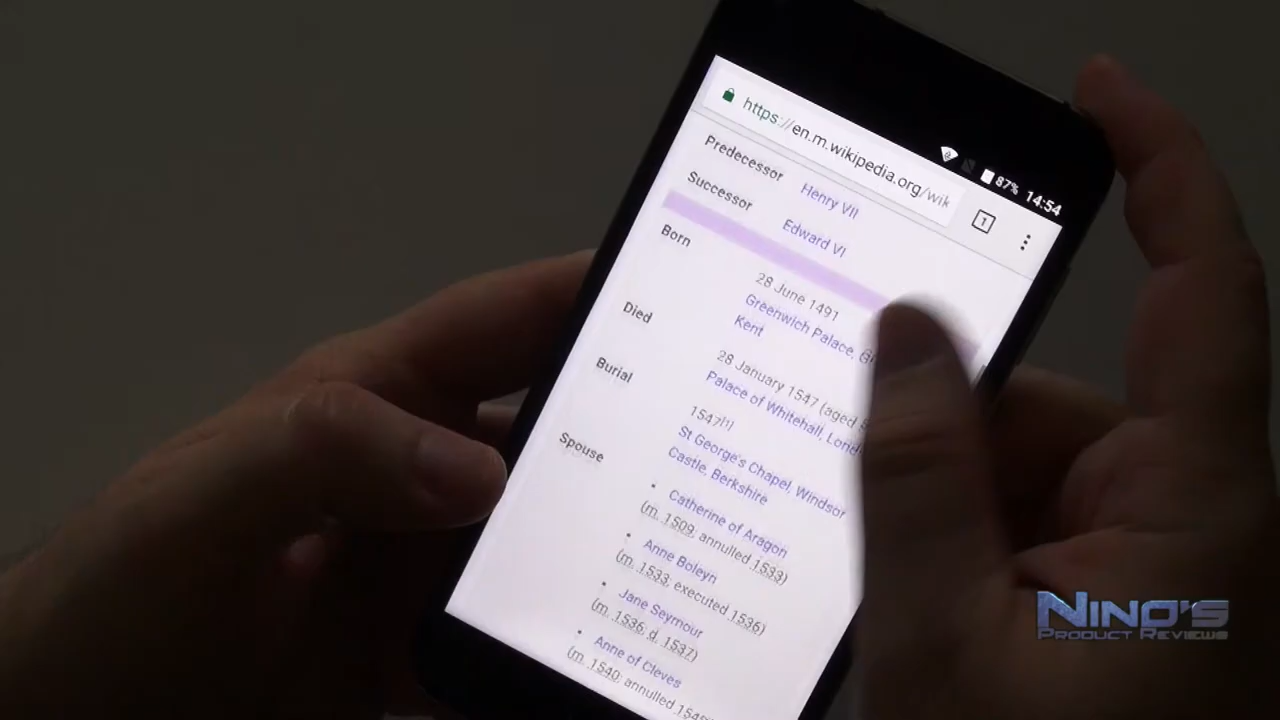 87% 14:54
https://en.m.wikipedia.org/wik
1
Predecessor Henry VII
Successor Edward VI
Born 28 June 1491
Greenwich Palace,
Kent
Died 28 January 1547 (aged
Palace of Whitehall,
Burial 1547[1]
St George's Chapel, Windsor
Castle, Berkshire
Spouse
• Catherine of Aragon
(m. 1509; annulled 1533)
• Anne Boleyn
(m. 1533, executed 1536)
• Jane Seymour
(m. 1536, d. 1537)
• Anne of Cleves
(m. 1540; annulled
NINO'S
PRODUCT REVIEWS